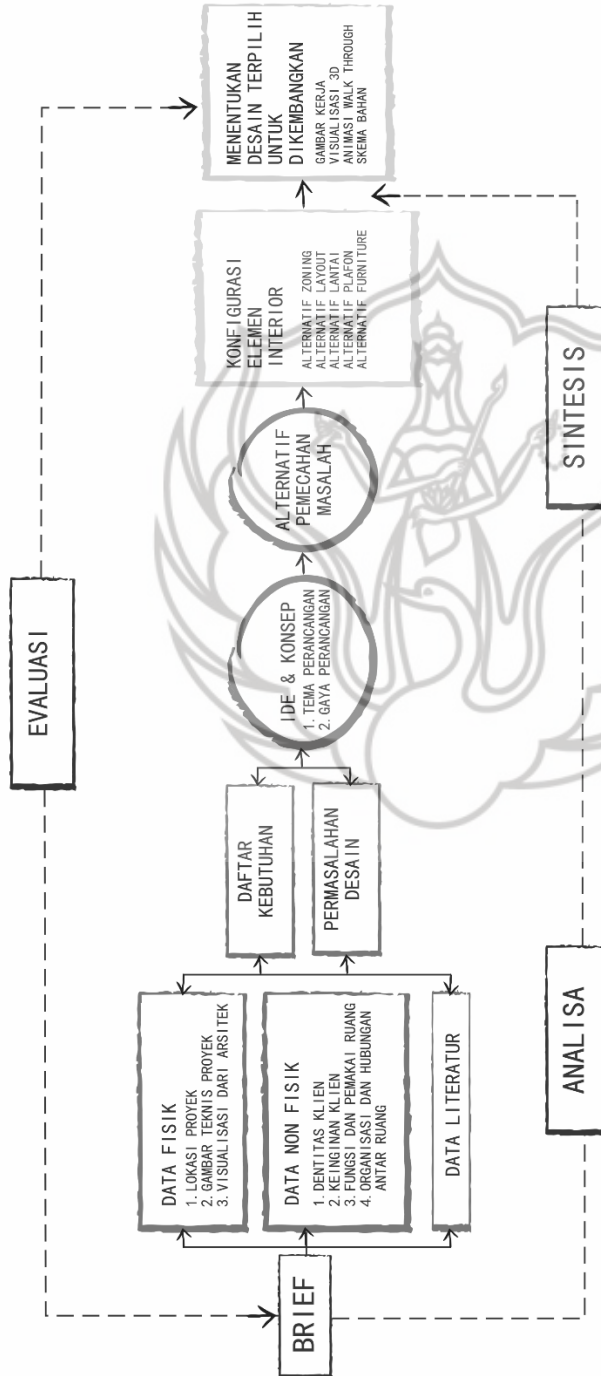 EVALUASI
BRIEF
DATA FISIK
1. LOKASI PROYEK
2. GAMBAR TEKNIS PROYEK
3. VISUALISASI DARI ARSITEK
DATA NON FISIK
1. DENTITAS KLIEN
2. KEINGINAN KLIEN
3. FUNGSI DAN PEMAKAI RUANG
4. ORGANISASI DAN HUBUNGAN
ANTAR RUANG
DATA LITERATUR
DAFTAR
KEBUTUHAN
PERMASALAHAN
DESAIN
IDE & KONSEP
1. TEMA PERANCANGAN
2. GAYA PERANCANGAN
ALTERNATIF
PEMECAHAN
MASALAH
KONFIGURASI
ELEMEN
INTERIOR
ALTERNATIF ZONING
ALTERNATIF LAYOUT
ALTERNATIF LANTAI
ALTERNATIF PLAFON
ALTERNATIF FURNITURE
MENENTUKAN
DESAIN TERPILIH
UNTUK
DIKEMBANGKAN
GAMBAR KERJA
VISUALISASI 3D
ANIMASI WALK THROUGH
SKEMA BAHAN
ANALISA
SINTESIS